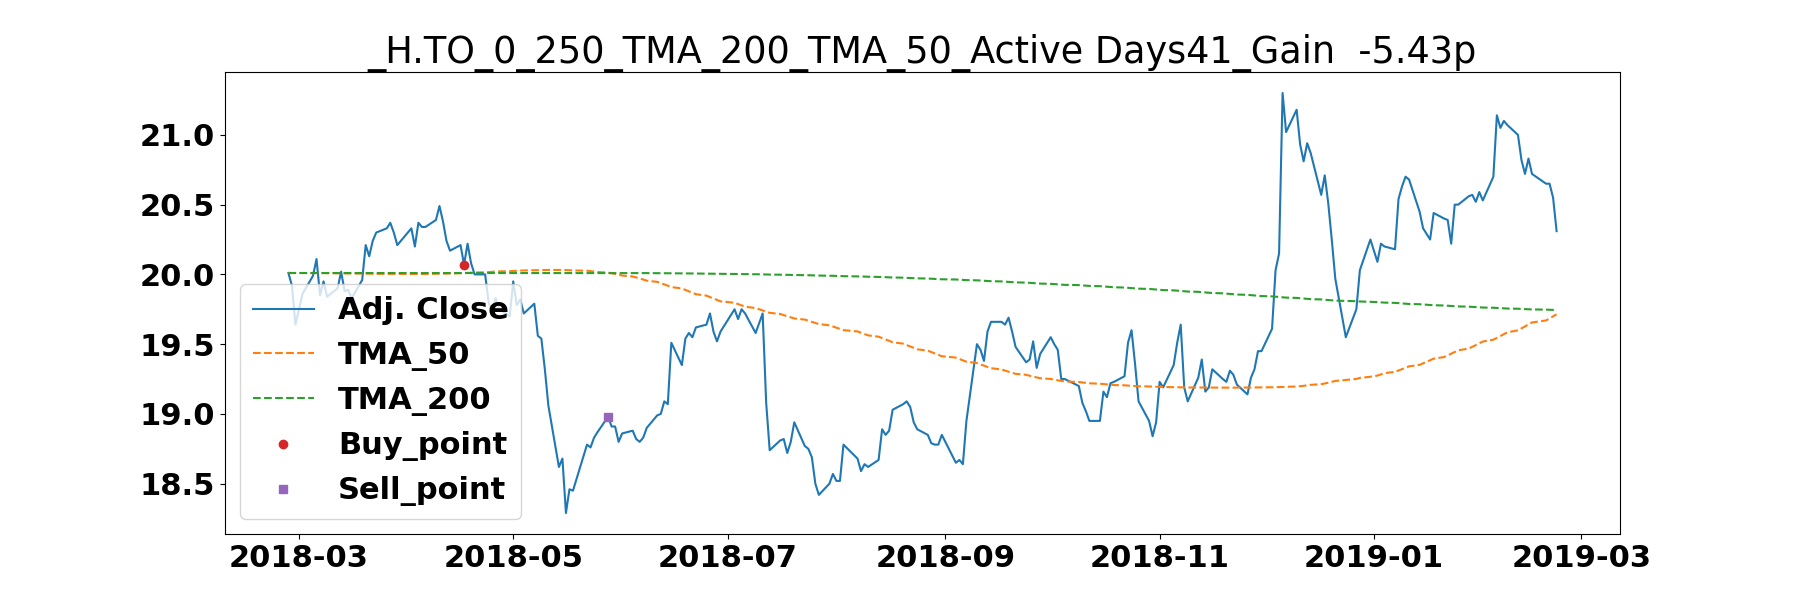 _H.TO_0_250_TMA_200_TMA_50_Active Days41_Gain  -5.43p
21.0
20.5
20.0
19.5
19.0
18.5
Adj. Close
TMA_50
TMA_200
Buy_point
Sell_point
2018-03 2018-05 2018-07 2018-09 2018-11 2019-01 2019-03